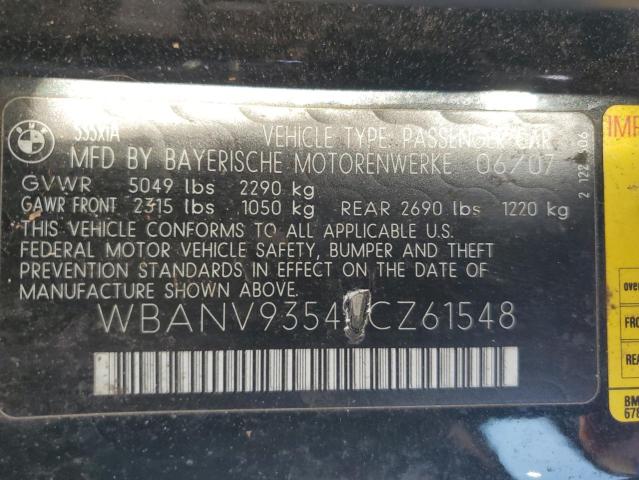 BMW
VEHICLE TYPE: PASSENGER CAR
MFD BY BAYERISCHE MOTORENWERKE 06/07
GVWR 5049 lbs 2290 kg
GAWR FRONT 2315 lbs 1050 kg REAR 2690 lbs 1220 kg
THIS VEHICLE CONFORMS TO ALL APPLICABLE U.S.
FEDERAL MOTOR VEHICLE SAFETY, BUMPER AND THEFT
PREVENTION STANDARDS IN EFFECT ON THE DATE OF
MANUFACTURE SHOWN ABOVE.
WBANV9354 CZ61548